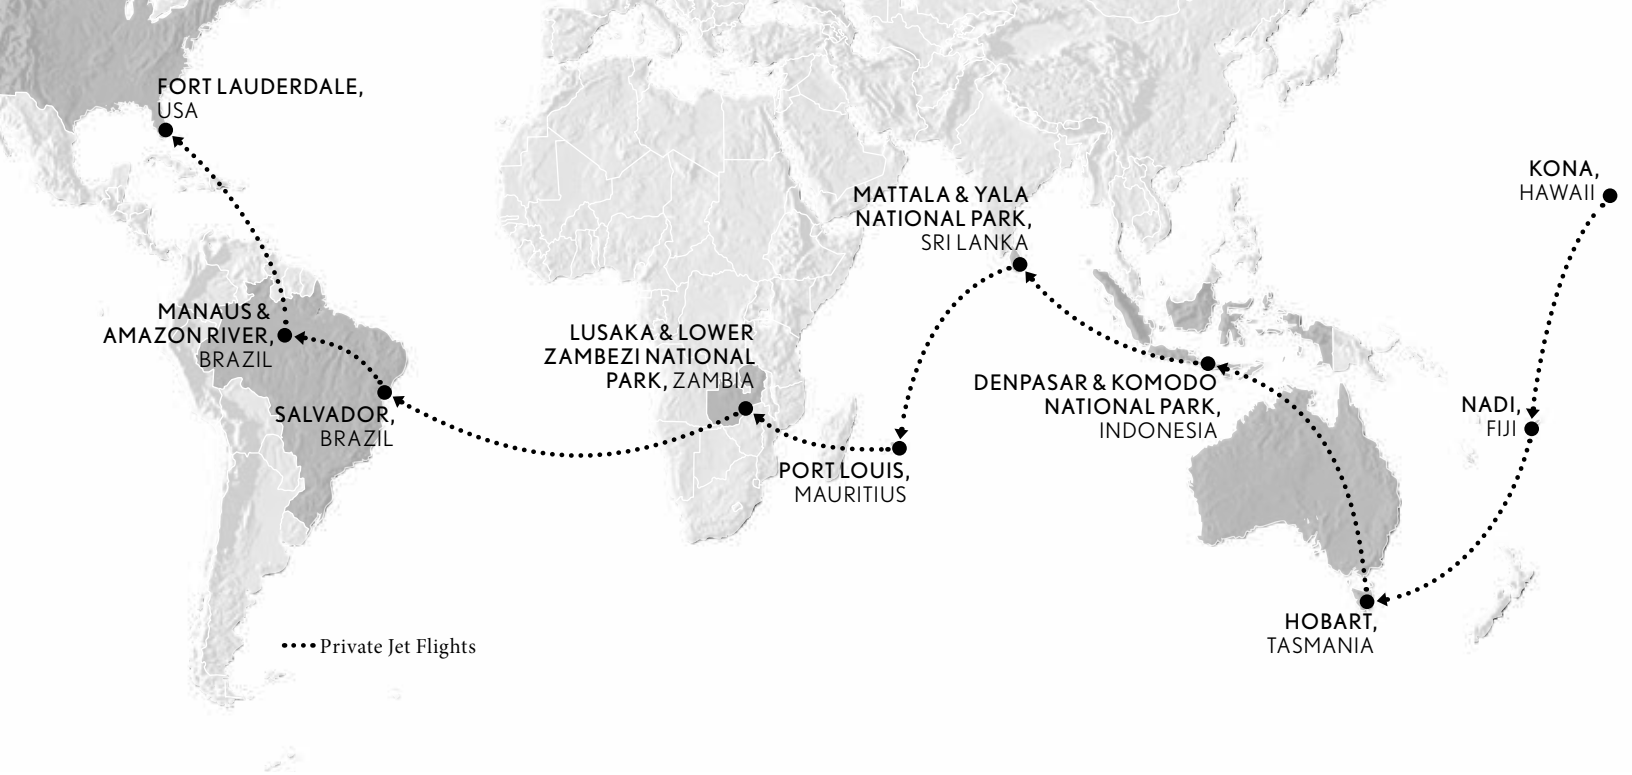 FORT LAUDERDALE,
USA
KONA,
HAWAII
MATTALA & YALA
NATIONAL PARK,
SRI LANKA
MANAUS &
AMAZON RIVER,
BRAZIL
LUSAKA & LOWER
ZAMBEZI NATIONAL
PARK, ZAMBIA
DENPASAR & KOMODO
NATIONAL PARK,
INDONESIA
NADI,
FIJI
SALVADOR,
BRAZIL
PORT LOUIS,
MAURITIUS
HOBART,
TASMANIA
Private Jet Flights